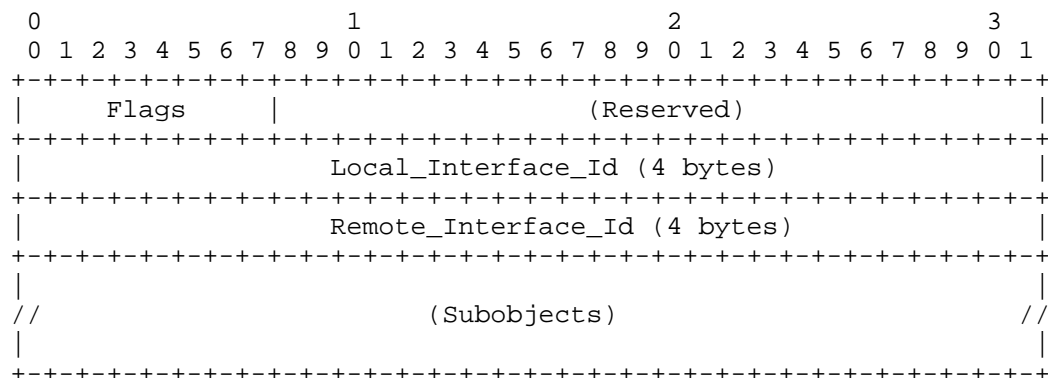 0                   1                   2                   3
 0 1 2 3 4 5 6 7 8 9 0 1 2 3 4 5 6 7 8 9 0 1 2 3 4 5 6 7 8 9 0 1
+-+-+-+-+-+-+-+-+-+-+-+-+-+-+-+-+-+-+-+-+-+-+-+-+-+-+-+-+-+-+-+-+
|     Flags     |                   (Reserved)                  |
+-+-+-+-+-+-+-+-+-+-+-+-+-+-+-+-+-+-+-+-+-+-+-+-+-+-+-+-+-+-+-+-+
|                   Local_Interface_Id (4 bytes)                |
+-+-+-+-+-+-+-+-+-+-+-+-+-+-+-+-+-+-+-+-+-+-+-+-+-+-+-+-+-+-+-+-+
|                   Remote_Interface_Id (4 bytes)               |
+-+-+-+-+-+-+-+-+-+-+-+-+-+-+-+-+-+-+-+-+-+-+-+-+-+-+-+-+-+-+-+-+
|                                                               |
//                        (Subobjects)                         //
|                                                               |
+-+-+-+-+-+-+-+-+-+-+-+-+-+-+-+-+-+-+-+-+-+-+-+-+-+-+-+-+-+-+-+-+